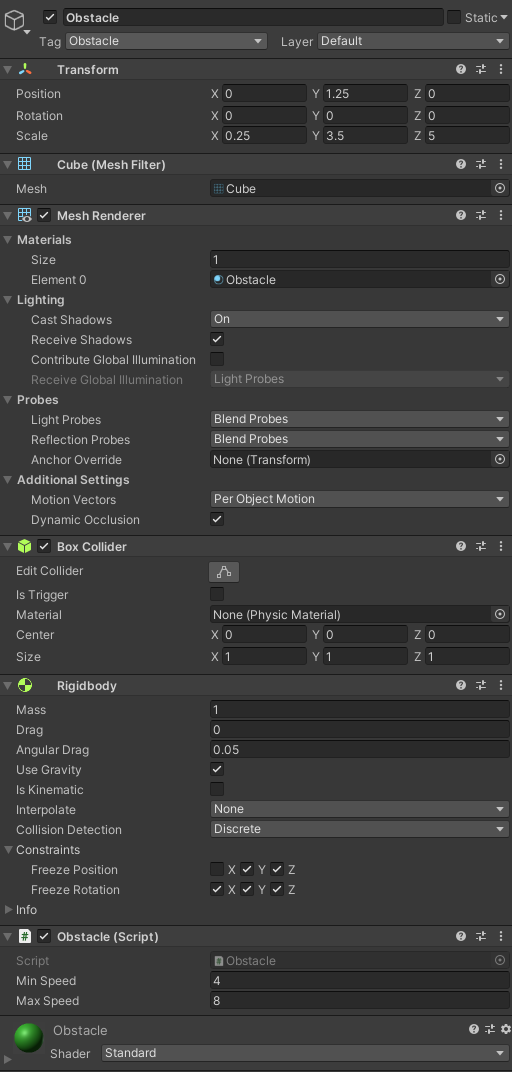 Obstacle Static
Tag Obstacle Layer Default
Transform
Position X 0 Y 1.25 Z 0
Rotation X 0 Y 0 Z 0
Scale X 0.25 Y 3.5 Z 5
Cube (Mesh Filter)
Mesh Cube
Mesh Renderer
Materials
Size 1
Element 0 Obstacle
Lighting
Cast Shadows On
Receive Shadows
Contribute Global Illumination
Receive Global Illumination Light Probes
Probes
Light Probes Blend Probes
Reflection Probes Blend Probes
Anchor Override None (Transform)
Additional Settings
Motion Vectors Per Object Motion
Dynamic Occlusion
Box Collider
Edit Collider
Is Trigger
Material None (Physic Material)
Center X 0 Y 0 Z 0
Size X 1 Y 1 Z 1
Rigidbody
Mass 1
Drag 0
Angular Drag 0.05
Use Gravity
Is Kinematic
Interpolate None
Collision Detection Discrete
Constraints
Freeze Position X Y Z
Freeze Rotation X Y Z
Info
# Obstacle (Script)
Script # Obstacle
Min Speed 4
Max Speed 8
Obstacle
Shader Standard